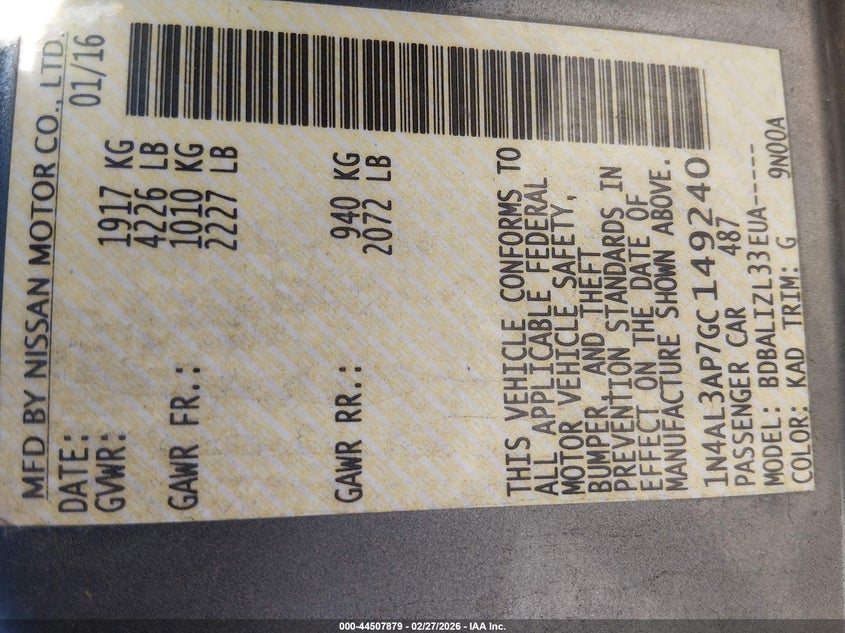 MFD BY NISSAN MOTOR CO., LTD.
DATE: 01/16
GVWR: 1917 KG
4226 LB
GAWR FR.: 1010 KG
2227 LB
GAWR RR.: 940 KG
2072 LB
THIS VEHICLE CONFORMS TO
ALL APPLICABLE FEDERAL
MOTOR VEHICLE SAFETY,
BUMPER AND THEFT
PREVENTION STANDARDS IN
EFFECT ON THE DATE OF
MANUFACTURE SHOWN ABOVE.
1N4AL3AP7GC149240
PASSENGER CAR 487
MODEL: BDBALIZL33EUA-----
COLOR: KAD TRIM: G 9N00A
000-44507879 - 02/27/2026 - IAA Inc.